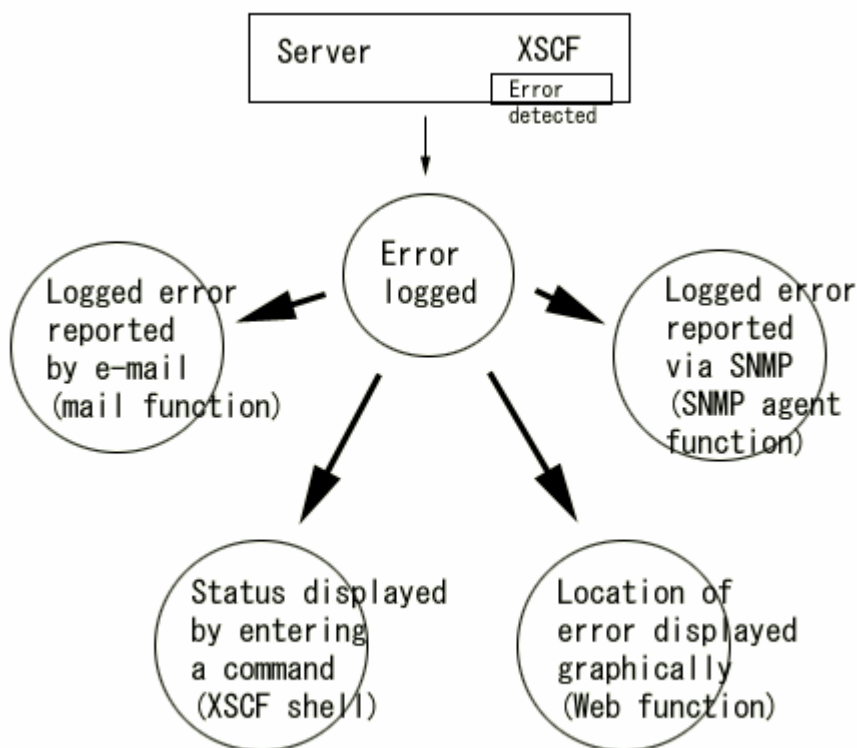 Server
XSCF
Error
detected
Error
logged
Logged error
reported
by e-mail
(mail function)
Logged error
reported
via SNMP
(SNMP agent
function)
Status displayed
by entering
a command
(XSCF shell)
Location of
error displayed
graphically
(Web function)